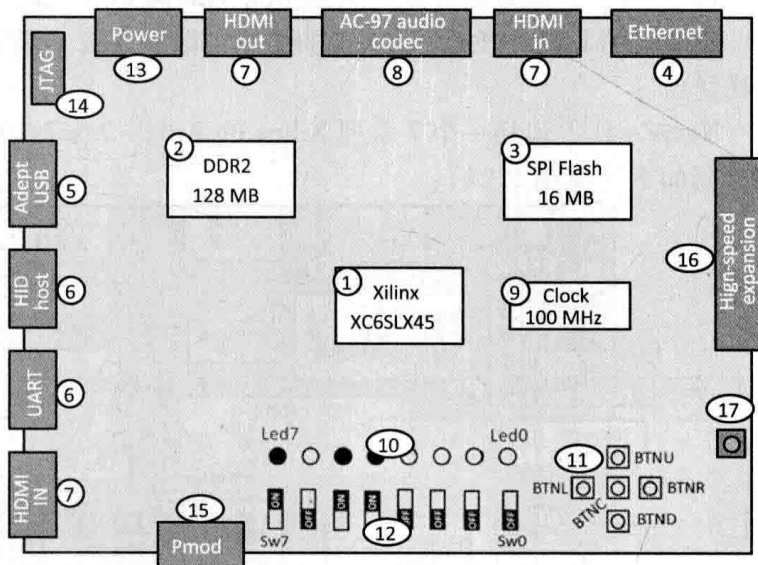 Power
HDMI
out
AC-97 audio
codec
HDMI
in
Ethernet
13
7
8
7
4
JTAG
14
2
DDR2
128 MB
3
SPI Flash
16 MB
Adept
USB
5
HID
host
6
1
Xilinx
XC6SLX45
9
Clock
100 MHz
16
Hign-speed
expansion
UART
6
17
Led7
10
Led0
11
BTNU
BTNL
BTNR
BTNC
BTND
HDMI
IN
7
ON
OFF
ON
ON
OFF
OFF
OFF
OFF
Sw7
12
Sw0
15
Pmod